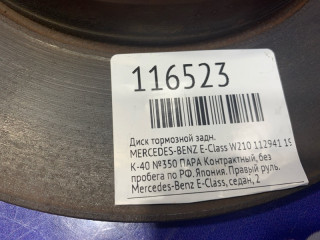 116523
Диск тормозной задн.
MERCEDES-BENZ E-Class W210 112941 1998
К-40 №350 ПАРА Контрактный, без
пробега по РФ. Япония. Правый руль.
Mercedes-Benz E-Class, седан, 2